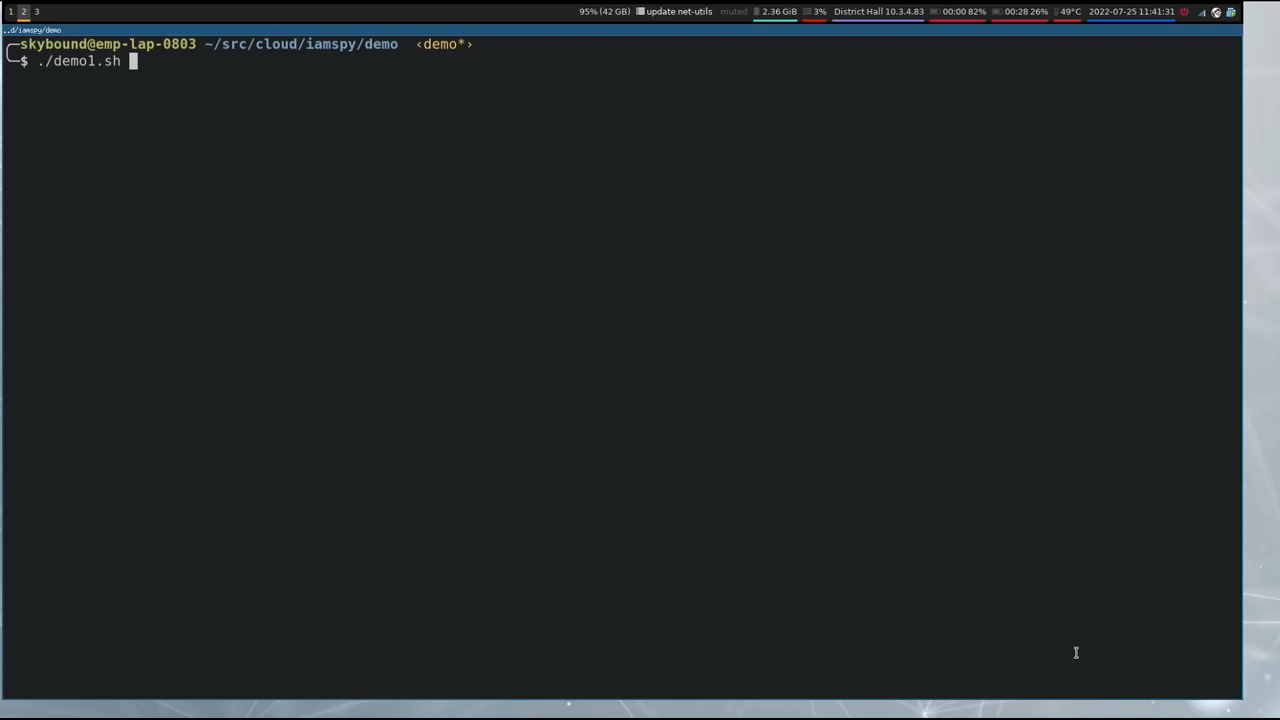 1 2 3 95% (42 GB) update net-utils muted 2.36 GiB 3% District Hall 10.3.4.83 00:00 82% 00:28 26% 49°C 2022-07-25 11:41:31
..d/iamspy/demo
skybound@emp-lap-0803 ~/src/cloud/iamspy/demo ‹demo*›
$ ./demo1.sh